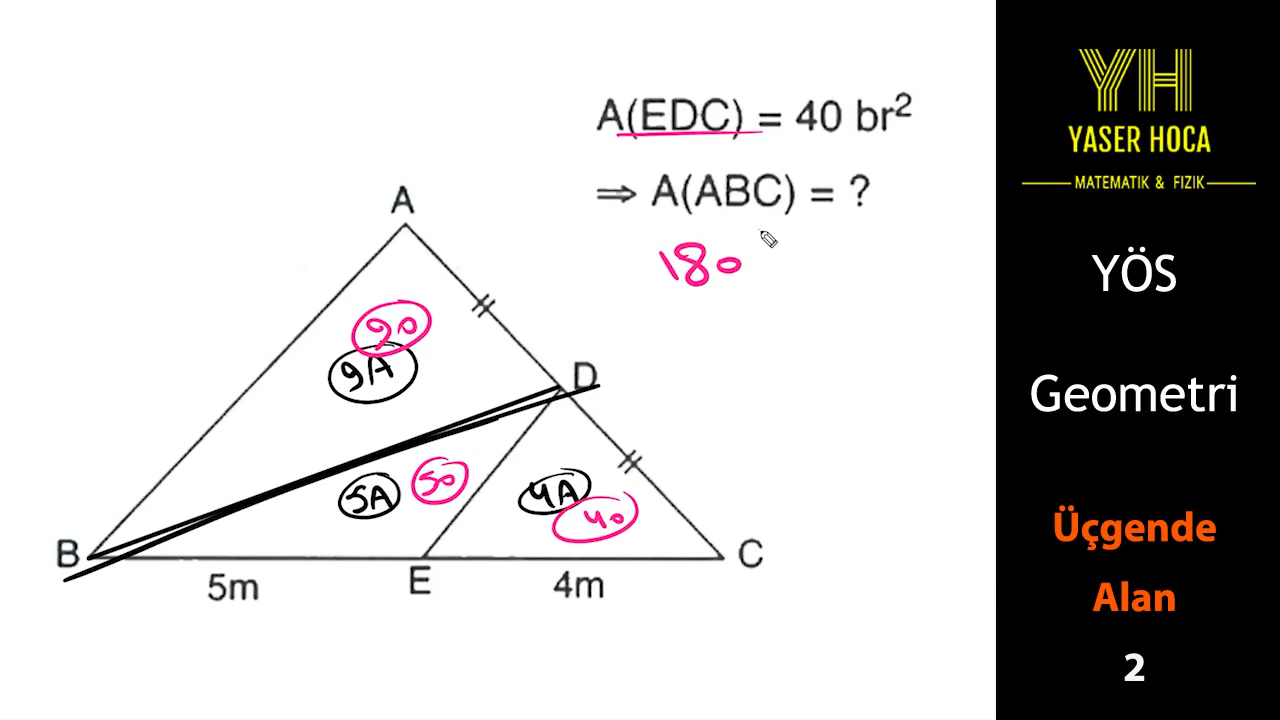 A(EDC) = 40 br²
⇒ A(ABC) = ?
180
A
90
9A
D
5A
50
4A
40
B
E
C
5m
4m
YH
YASER HOCA
MATEMATIK & FIZIK
YÖS
Geometri
Üçgende
Alan
2